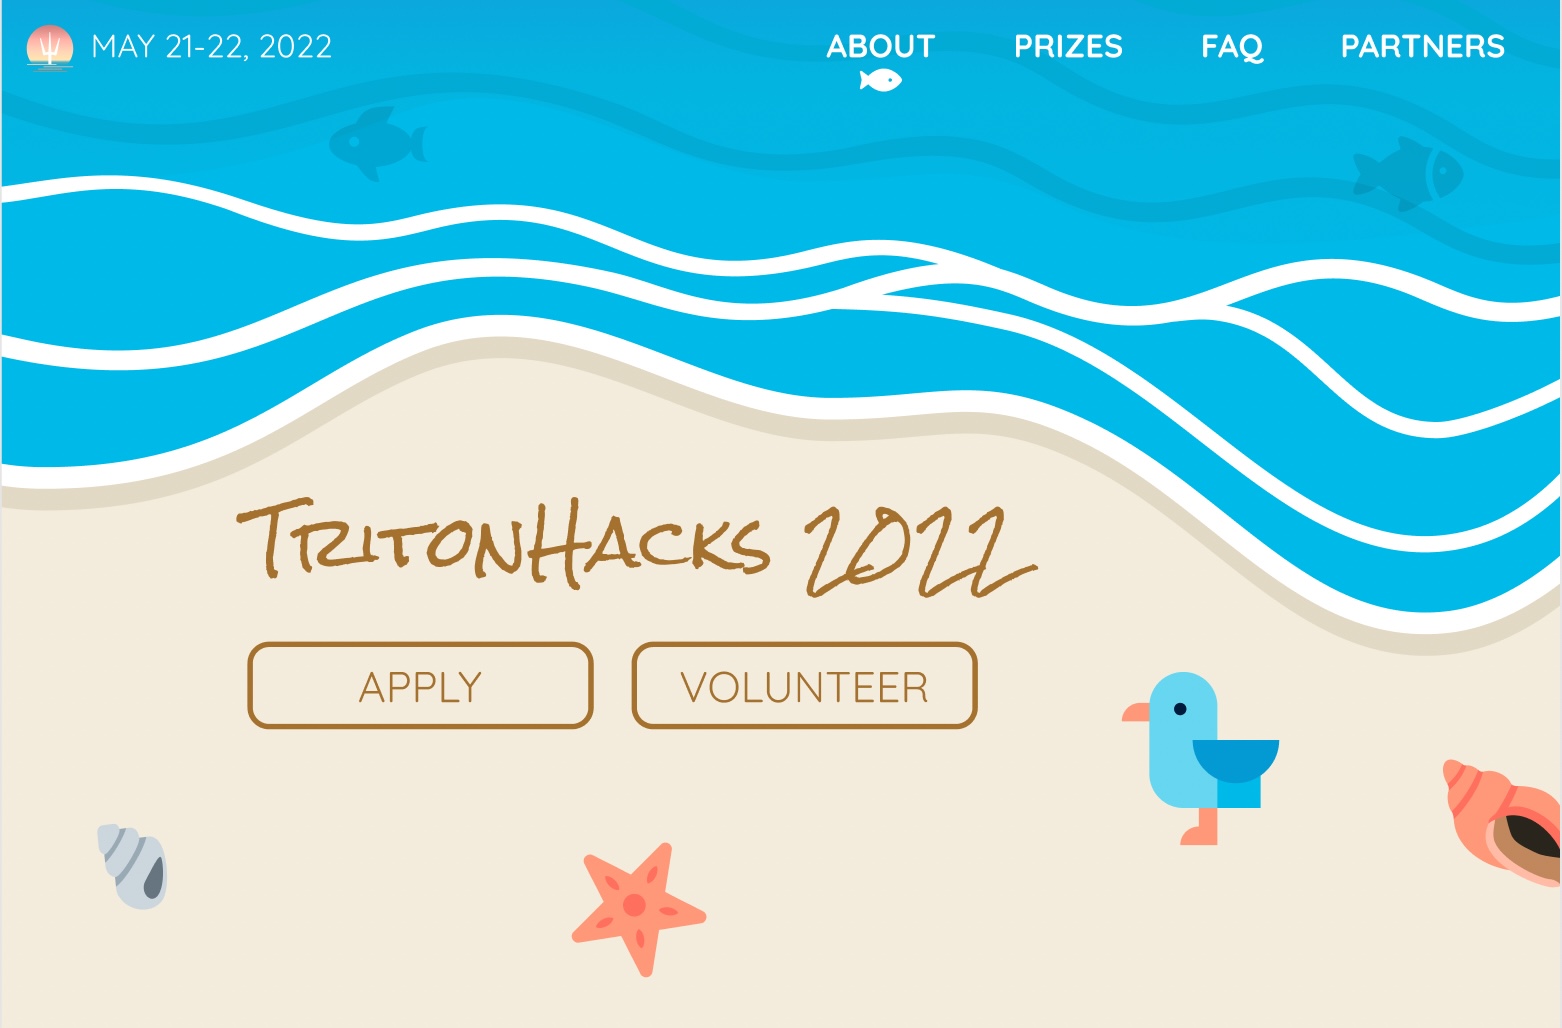 MAY 21-22, 2022
ABOUT
PRIZES
FAQ
PARTNERS
TRITONHACKS 2022
APPLY
VOLUNTEER